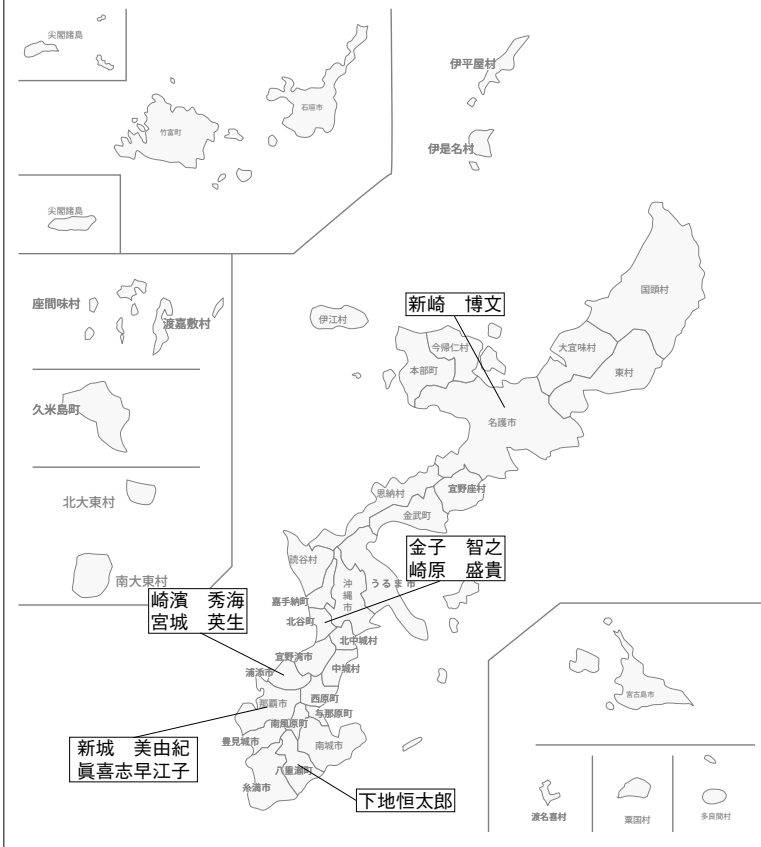 尖閣諸島
石垣市
竹富町
尖閣諸島
伊平屋村
伊是名村
国頭村
座間味村
渡嘉敷村
伊江村
新崎　博文
今帰仁村
大宜味村
本部町
東村
久米島町
名護市
恩納村
宜野座村
金武町
北大東村
読谷村
金子　智之
崎原　盛貴
南大東村
沖縄市
うるま市
崎濱　秀海
宮城　英生
嘉手納町
北谷町
北中城村
宜野湾市
中城村
浦添市
西原町
那覇市
与那原町
南風原町
豊見城市
南城市
新城　美由紀
眞喜志早江子
八重瀬町
糸満市
下地恒太郎
宮古島市
渡名喜村
粟国村
多良間村